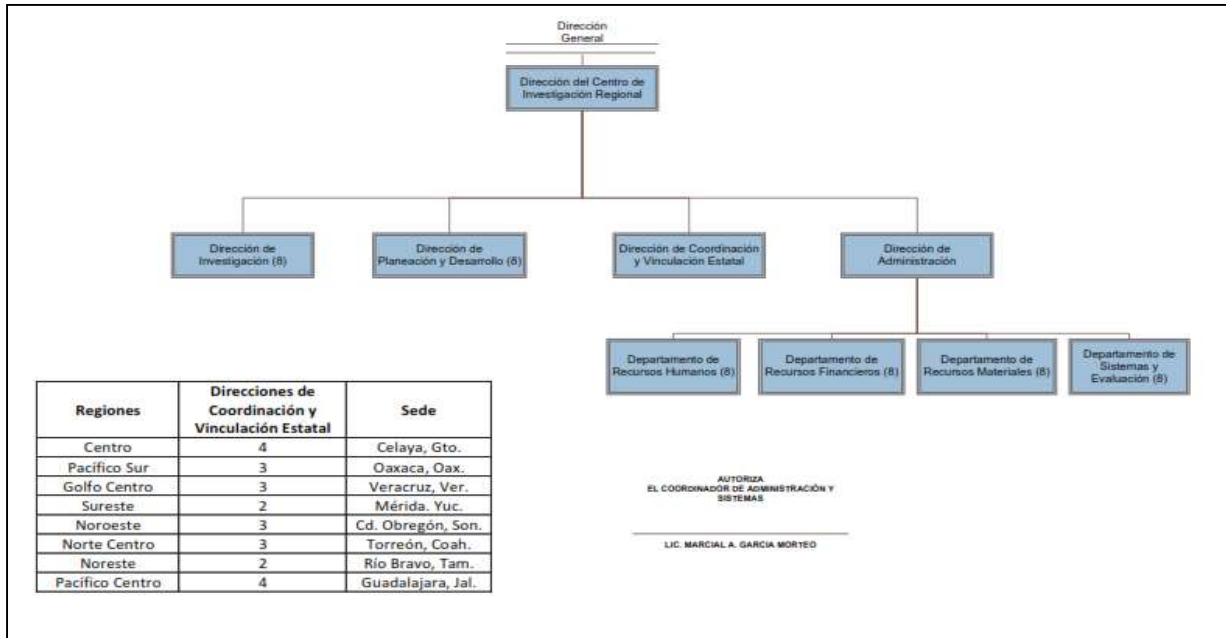 Dirección
General
Dirección del Centro de
Investigación Regional
Dirección de
Investigación (8)
Dirección de
Planeación y Desarrollo (8)
Dirección de Coordinación
y Vinculación Estatal
Dirección de
Administración
Departamento de
Recursos Humanos (8)
Departamento de
Recursos Financieros (8)
Departamento de
Recursos Materiales (8)
Departamento de
Sistemas y
Evaluación (8)
Regiones Direcciones de Coordinación y Vinculación Estatal Sede
Centro 4 Celaya, Gto.
Pacífico Sur 3 Oaxaca, Oax.
Golfo Centro 3 Veracruz, Ver.
Sureste 2 Mérida. Yuc.
Noroeste 3 Cd. Obregón, Son.
Norte Centro 3 Torreón, Coah.
Noreste 2 Río Bravo, Tam.
Pacífico Centro 4 Guadalajara, Jal.
AUTORIZA
EL COORDINADOR DE ADMINISTRACIÓN Y
SISTEMAS
LIC. MARCIAL A. GARCIA MORTEO